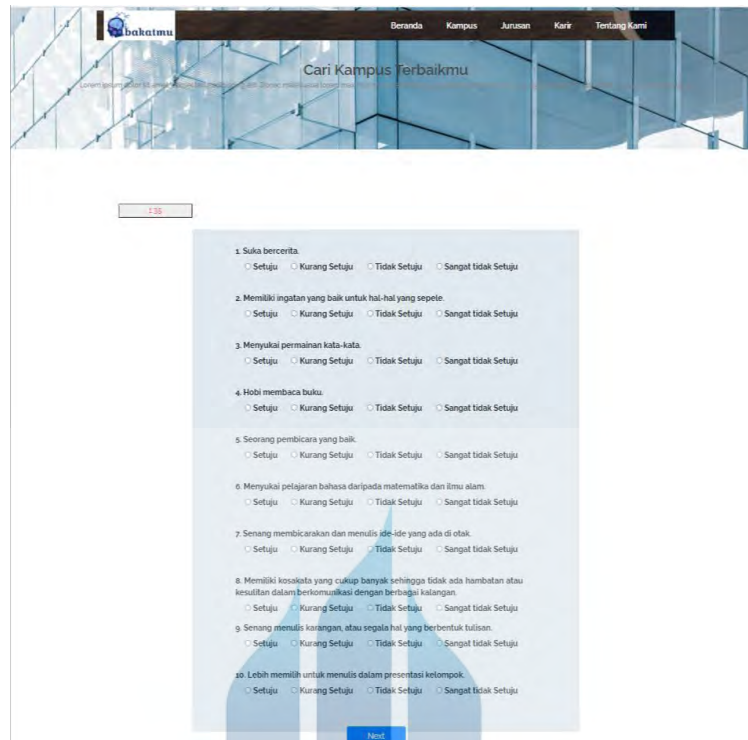 bakatmu
Beranda Kampus Jurusan Karir Tentang Kami
Cari Kampus Terbaikmu
Lorem ipsum dolor sit amet,
1. Suka bercerita.
Setuju Kurang Setuju Tidak Setuju Sangat tidak Setuju
2. Memiliki ingatan yang baik untuk hal-hal yang sepele.
Setuju Kurang Setuju Tidak Setuju Sangat tidak Setuju
3. Menyukai permainan kata-kata.
Setuju Kurang Setuju Tidak Setuju Sangat tidak Setuju
4. Hobi membaca buku.
Setuju Kurang Setuju Tidak Setuju Sangat tidak Setuju
5. Seorang pembicara yang baik.
Setuju Kurang Setuju Tidak Setuju Sangat tidak Setuju
6. Menyukai pelajaran bahasa daripada matematika dan ilmu alam.
Setuju Kurang Setuju Tidak Setuju Sangat tidak Setuju
7. Senang membicarakan dan menulis ide-ide yang ada di otak.
Setuju Kurang Setuju Tidak Setuju Sangat tidak Setuju
8. Memiliki kosakata yang cukup banyak sehingga tidak ada hambatan atau
kesulitan dalam berkomunikasi dengan berbagai kalangan.
Setuju Kurang Setuju Tidak Setuju Sangat tidak Setuju
9. Senang menulis karangan, atau segala hal yang berbentuk tulisan.
Setuju Kurang Setuju Tidak Setuju Sangat tidak Setuju
10. Lebih memilih untuk menulis dalam presentasi kelompok.
Setuju Kurang Setuju Tidak Setuju Sangat tidak Setuju
Next